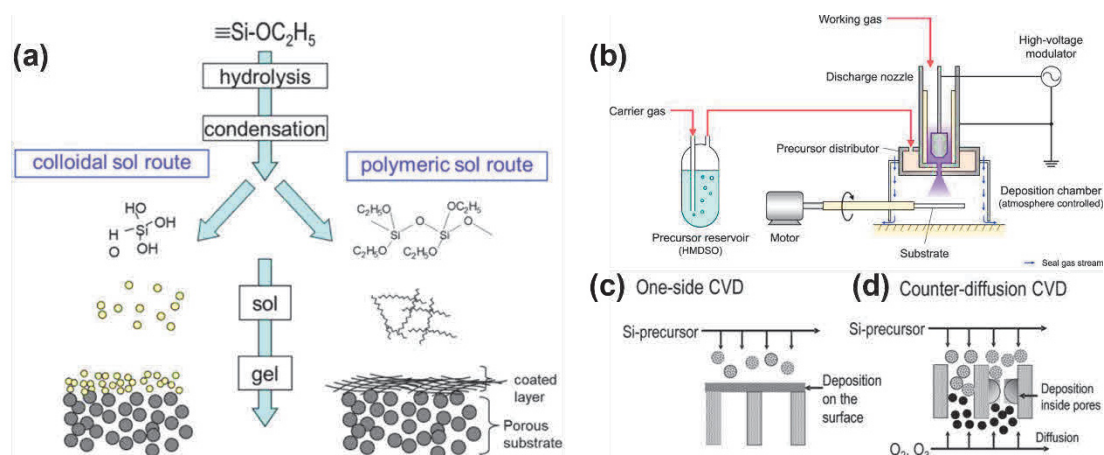 (a)
≡Si-OC₂H₅
hydrolysis
condensation
colloidal sol route
polymeric sol route
HO
Si
OH
H
O
OH
C₂H₅O
O
OC₂H₅
Si
Si
C₂H₅O
OC₂H₅
sol
gel
coated
layer
Porous
substrate
(b)
Working gas
High-voltage
modulator
Discharge nozzle
Carrier gas
Precursor distributor
Deposition chamber
(atmosphere controlled)
Precursor reservoir
(HMDSO)
Motor
Substrate
Seal gas stream
(c) One-side CVD
Si-precursor
Deposition
on the
surface
(d) Counter-diffusion CVD
Si-precursor
Deposition
inside pores
Diffusion
O₂, O₃